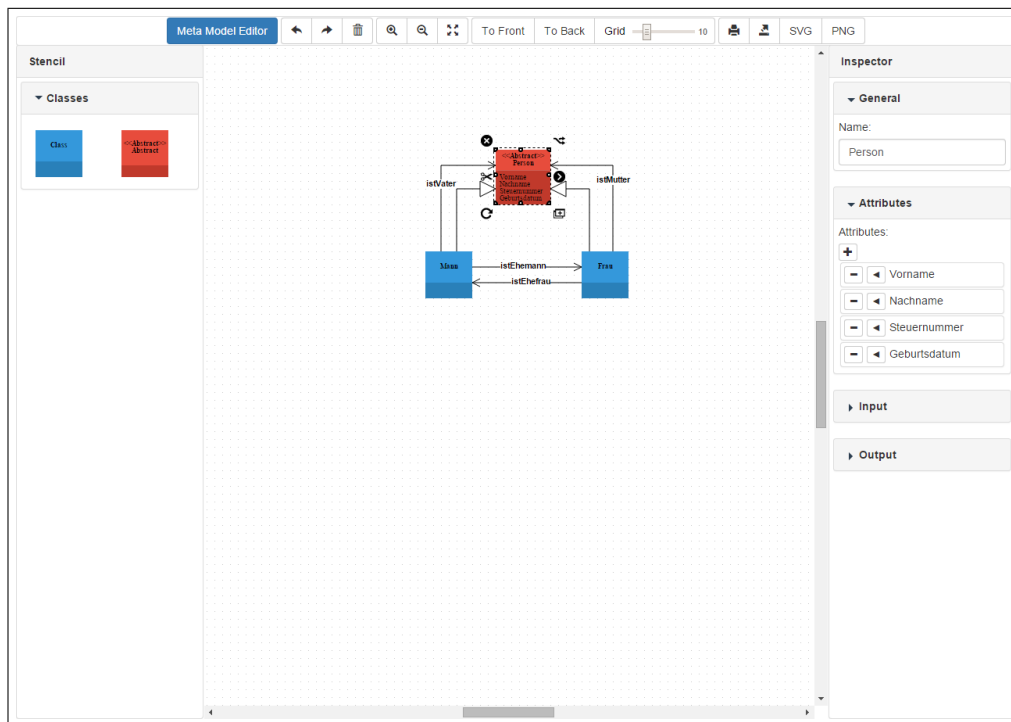 Meta Model Editor To Front To Back Grid 10 SVG PNG
Stencil
Classes
Class
<<Abstract>>
Abstract
<<Abstract>>
Person
Vorname
Nachname
Steuernummer
Geburtsdatum
istVater
istMutter
Mann
istEhemann
Frau
istEhefrau
Inspector
General
Name:
Person
Attributes
Attributes:
Vorname
Nachname
Steuernummer
Geburtsdatum
Input
Output